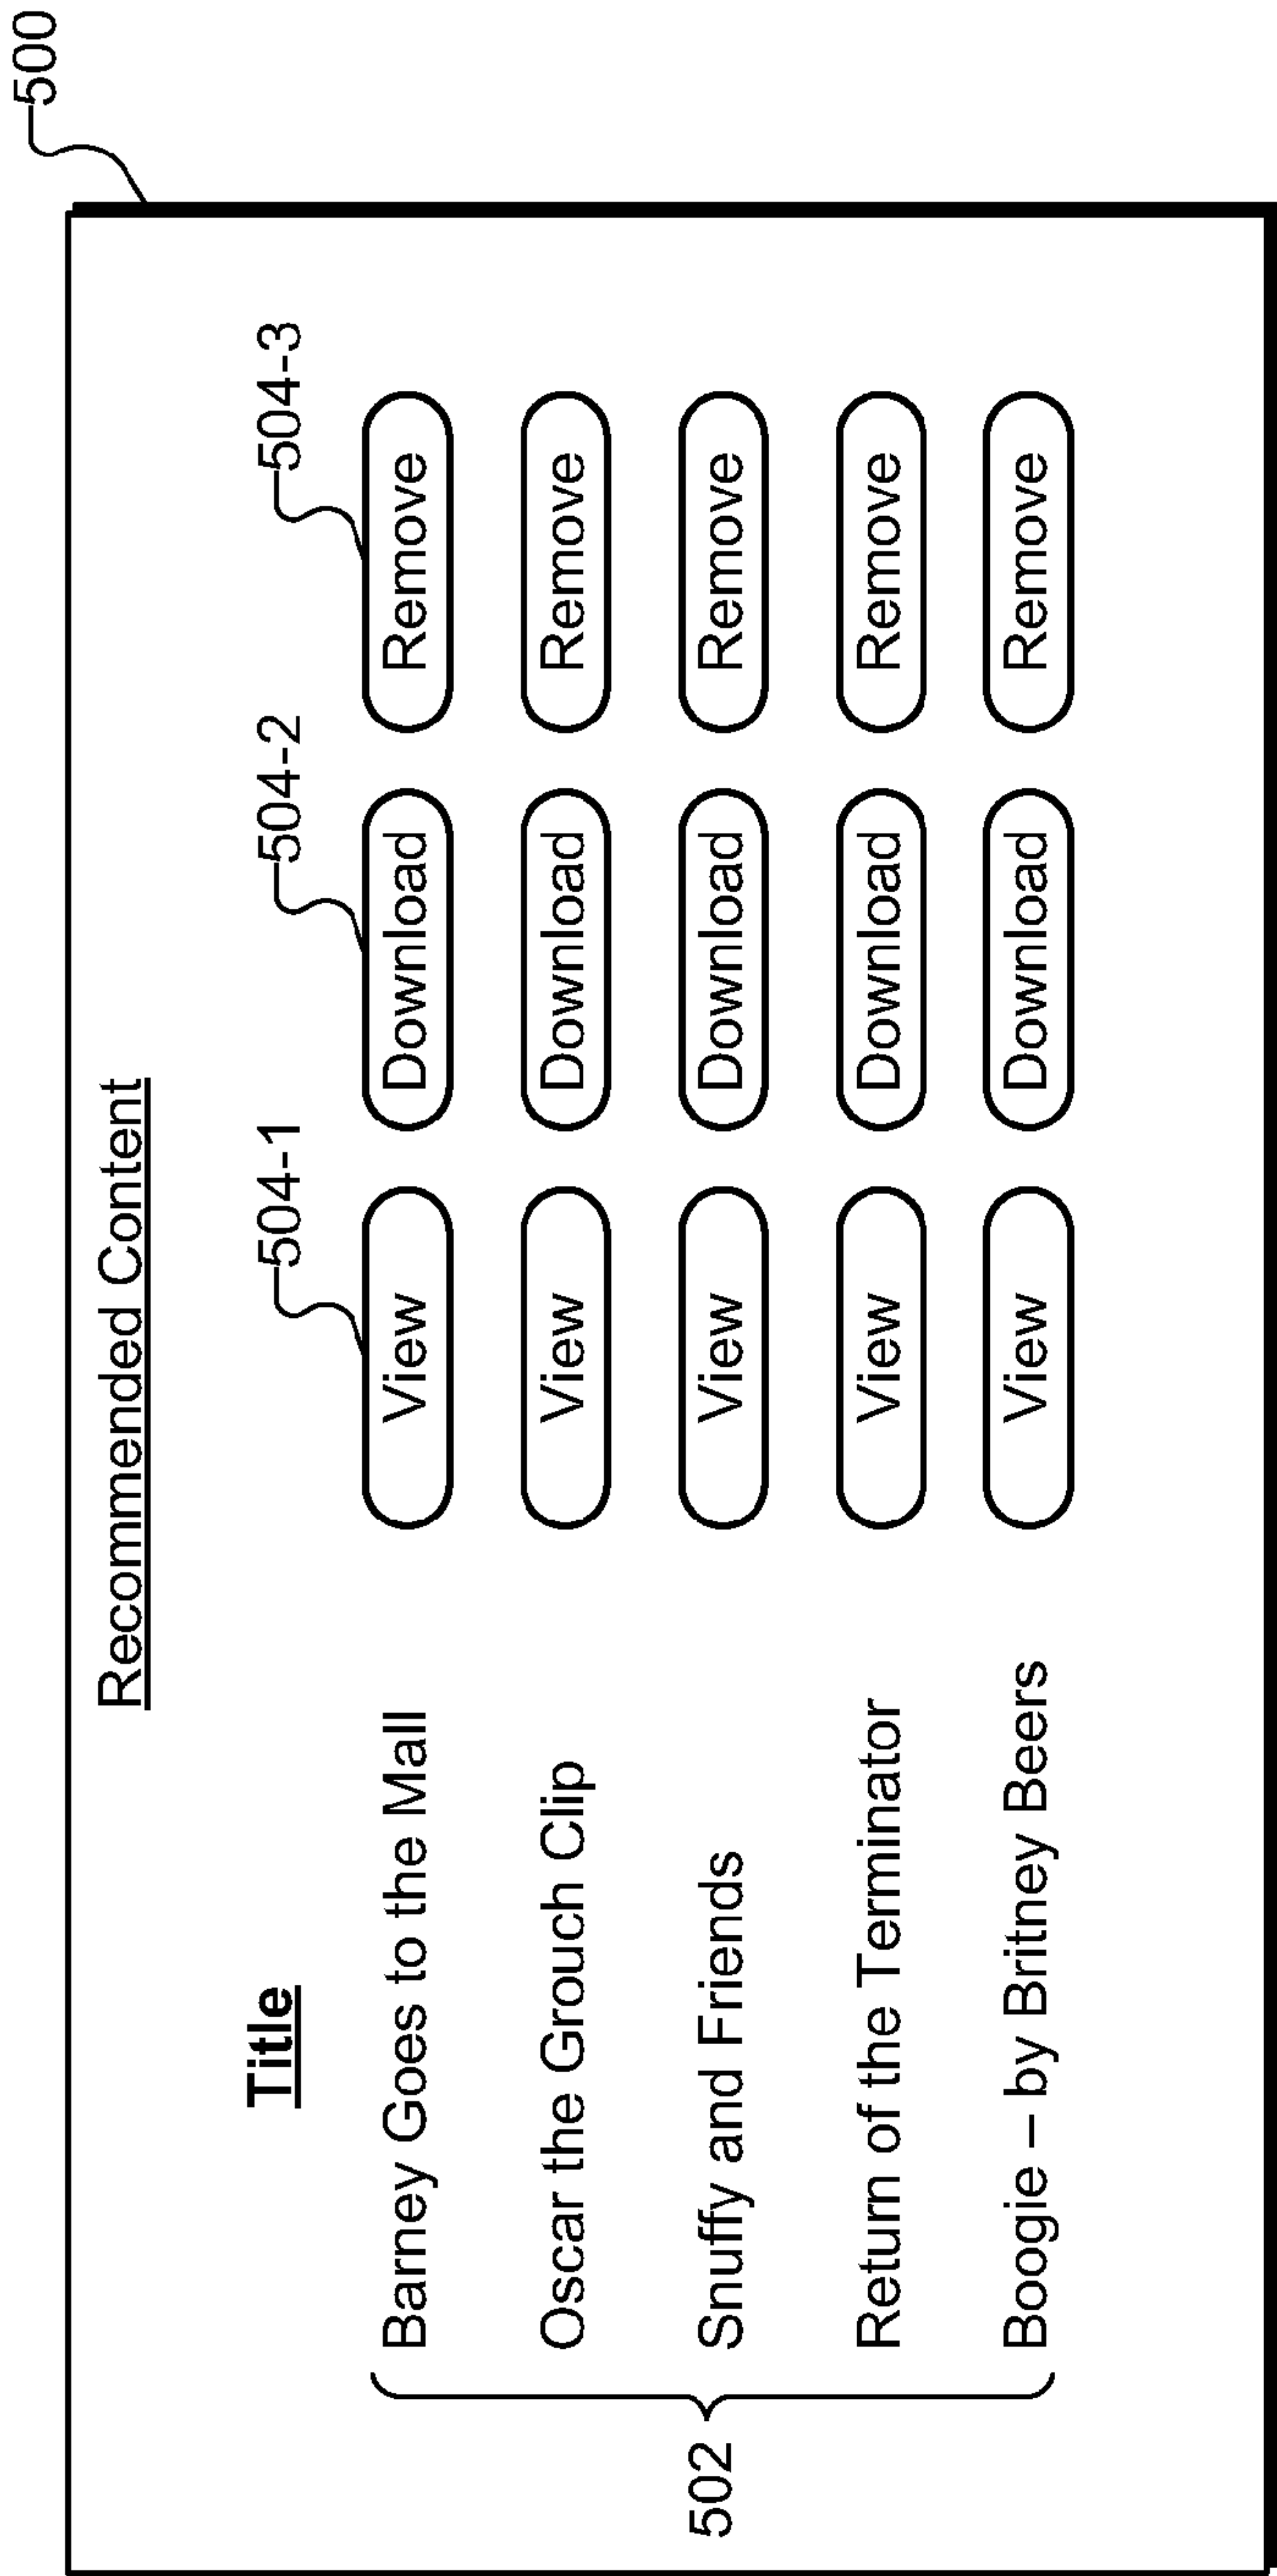 500
Recommended Content
Title
504-1
504-2
504-3
Barney Goes to the Mall View Download Remove
Oscar the Grouch Clip View Download Remove
502
Snuffy and Friends View Download Remove
Return of the Terminator View Download Remove
Boogie – by Britney Beers View Download Remove